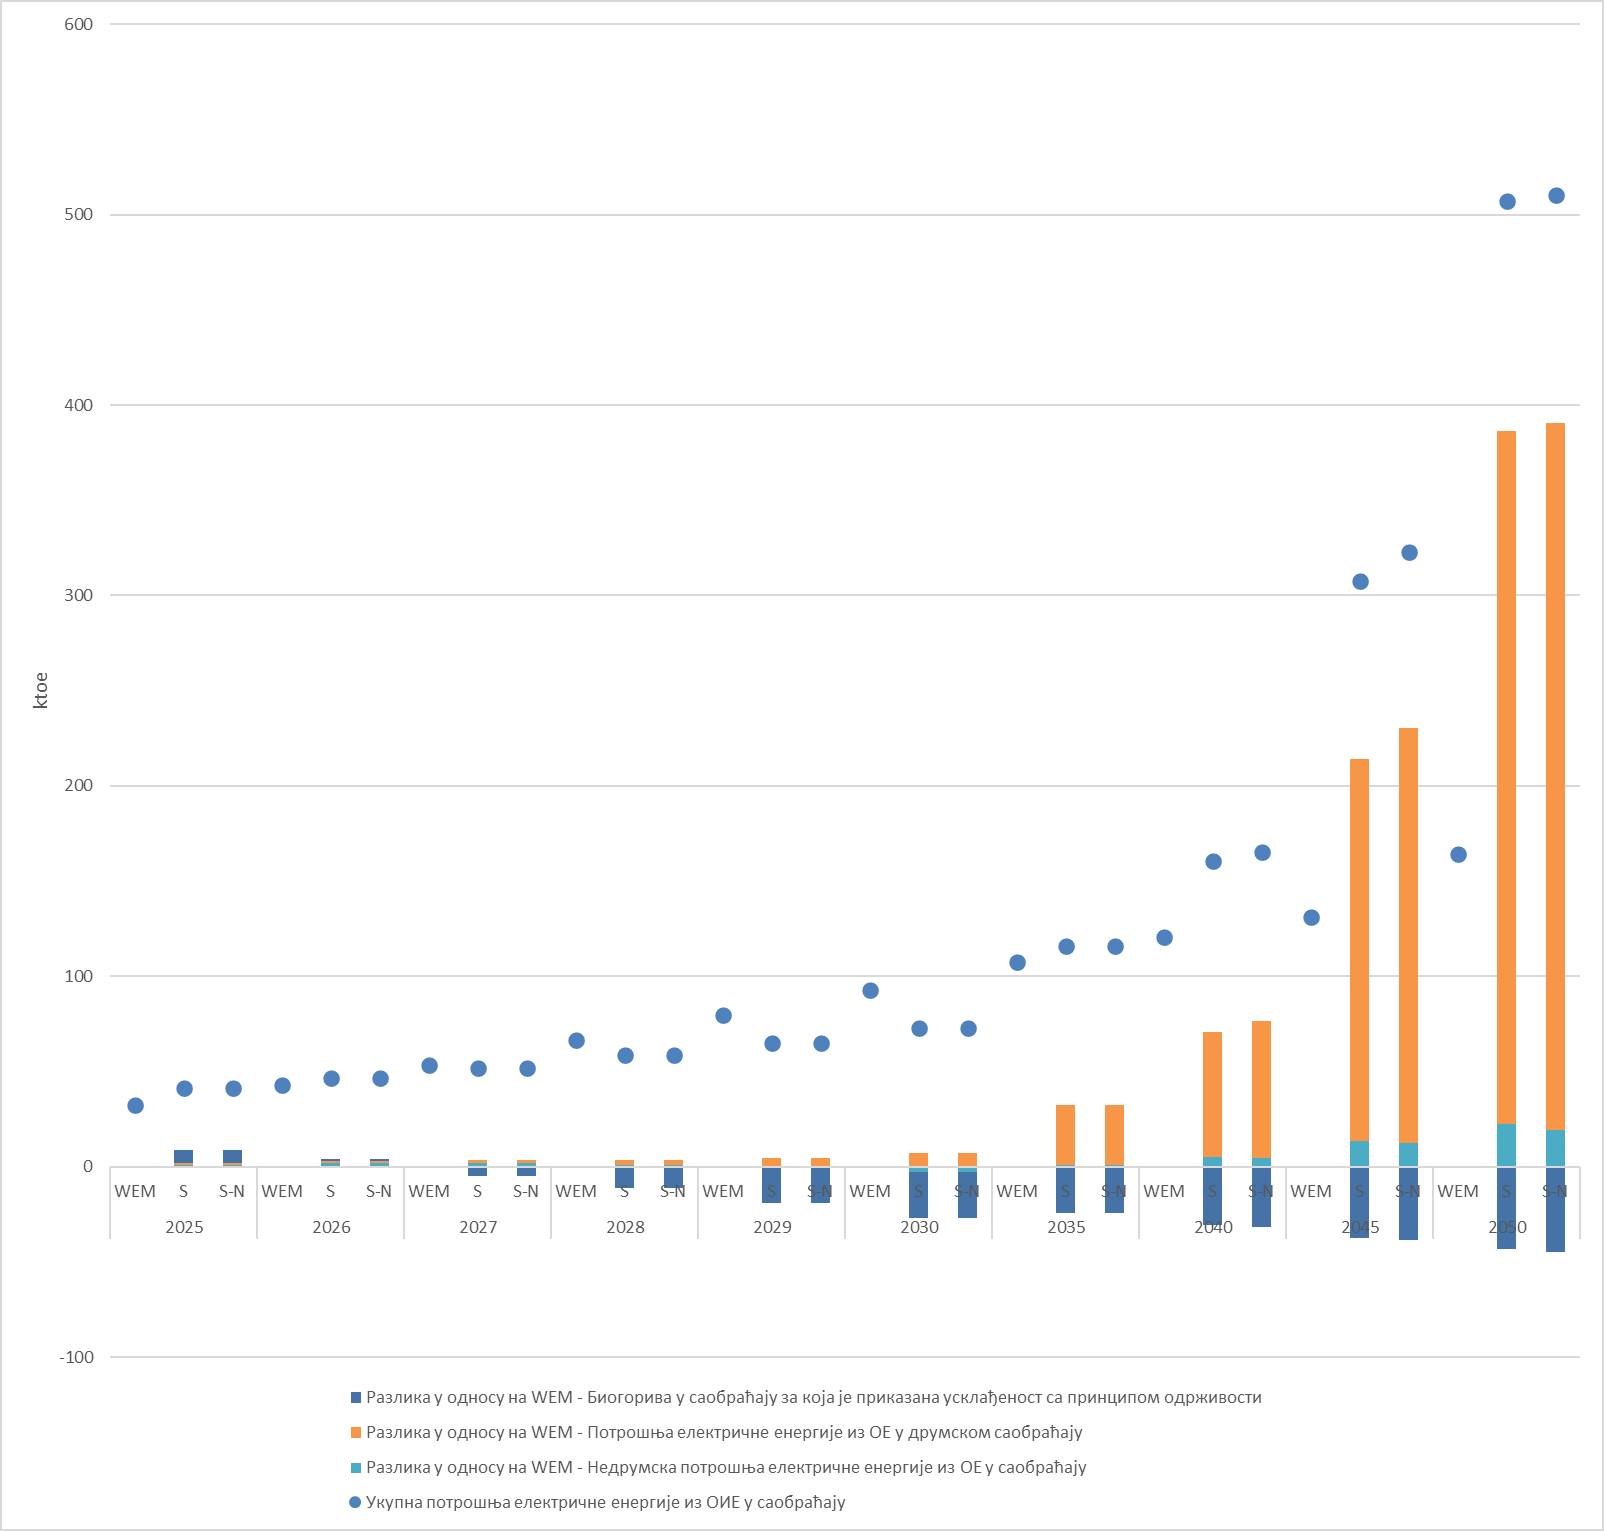 600
500
400
300
200
100
0
-100
ktoe
WEM S S-N WEM S S-N WEM S S-N WEM S S-N WEM S S-N WEM S S-N WEM S S-N WEM S S-N WEM S S-N WEM S S-N
2025 2026 2027 2028 2029 2030 2035 2040 2045 2050
Разлика у односу на WEM - Биогорива у саобраћају за која је приказана усклађеност са принципом одрживости
Разлика у односу на WEM - Потрошња електричне енергије из ОЕ у друмском саобраћају
Разлика у односу на WEM - Недрумска потрошња електричне енергије из ОЕ у саобраћају
Укупна потрошња електричне енергије из ОИЕ у саобраћају